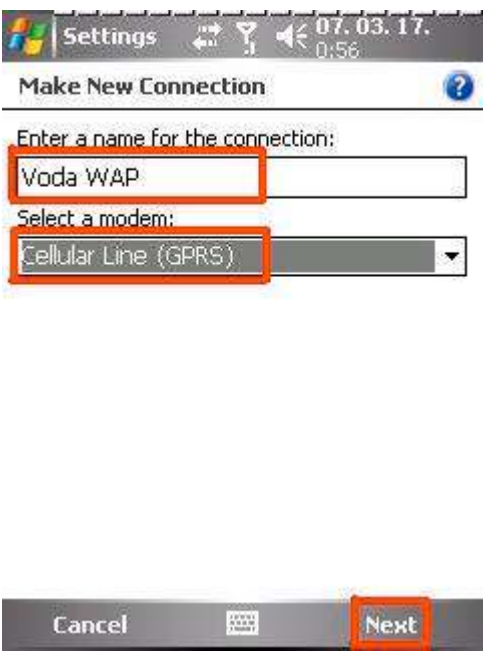 Settings
07. 03. 17.
0:56
Make New Connection
?
Enter a name for the connection:
Voda WAP
Select a modem:
Cellular Line (GPRS)
Cancel
Next